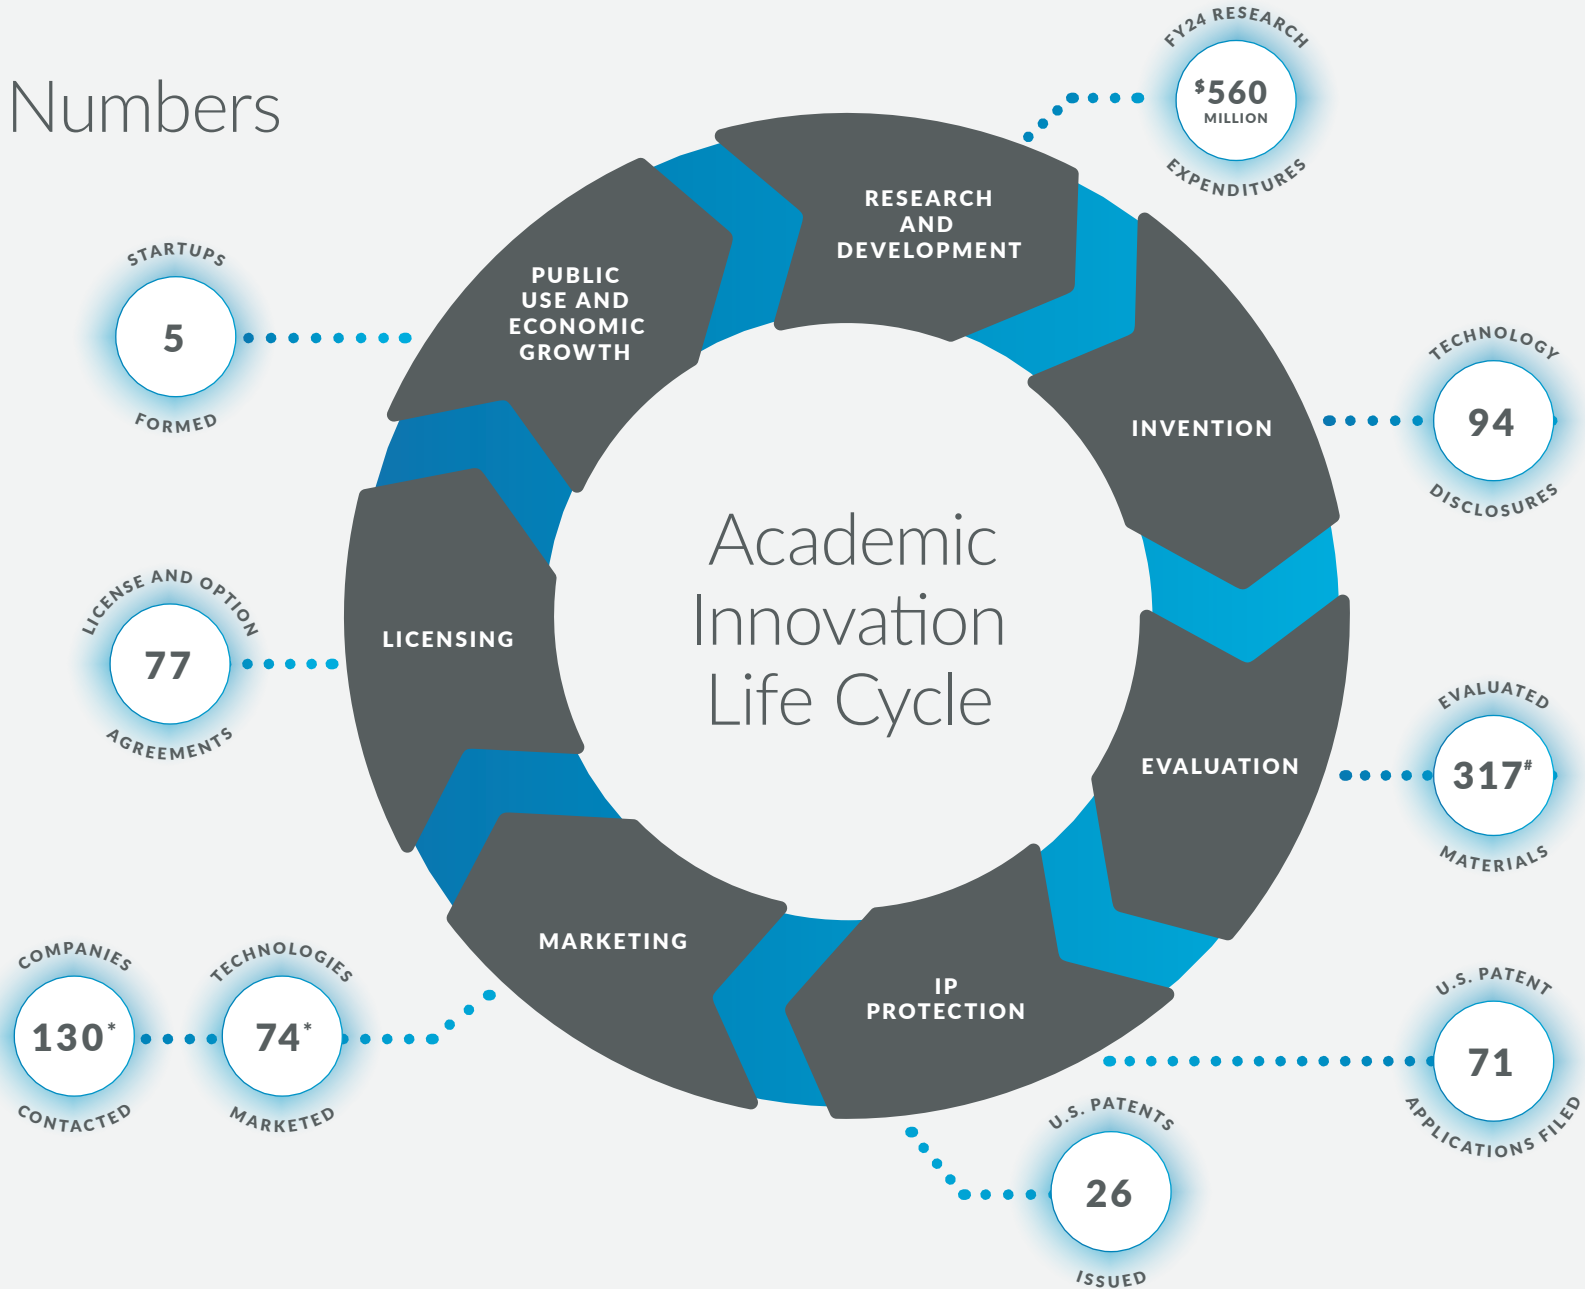 Numbers
FY24 RESEARCH
$560
MILLION
EXPENDITURES
RESEARCH
AND
DEVELOPMENT
INVENTION
TECHNOLOGY
94
DISCLOSURES
EVALUATION
EVALUATED
317#
MATERIALS
IP
PROTECTION
U.S. PATENT
71
APPLICATIONS FILED
U.S. PATENTS
26
ISSUED
MARKETING
TECHNOLOGIES
74*
MARKETED
COMPANIES
130*
CONTACTED
LICENSING
LICENSE AND OPTION
77
AGREEMENTS
PUBLIC
USE AND
ECONOMIC
GROWTH
STARTUPS
5
FORMED
Academic
Innovation
Life Cycle